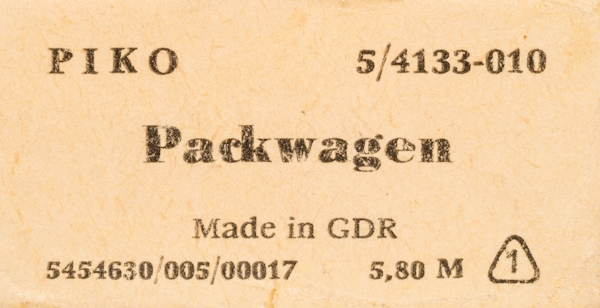 PIKO 5/4133-010
Packwagen
Made in GDR
5454630/005/00017 5,80 M 1